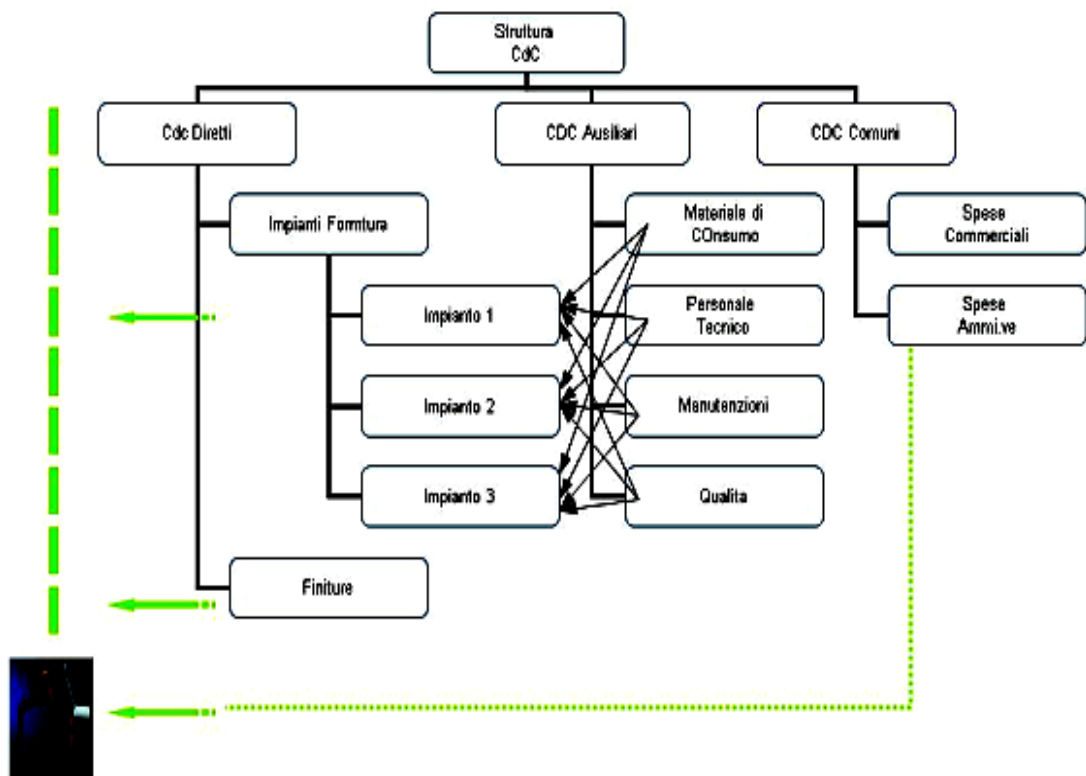 Struttura
CdC
Cdc Diretti
CDC Ausiliari
CDC Comuni
Impianti Formtura
Materiale di
COnsumo
Spese
Commerciali
Impianto 1
Personale
Tecnico
Spese
Ammi.ve
Impianto 2
Manutenzioni
Impianto 3
Qualita
Finiture